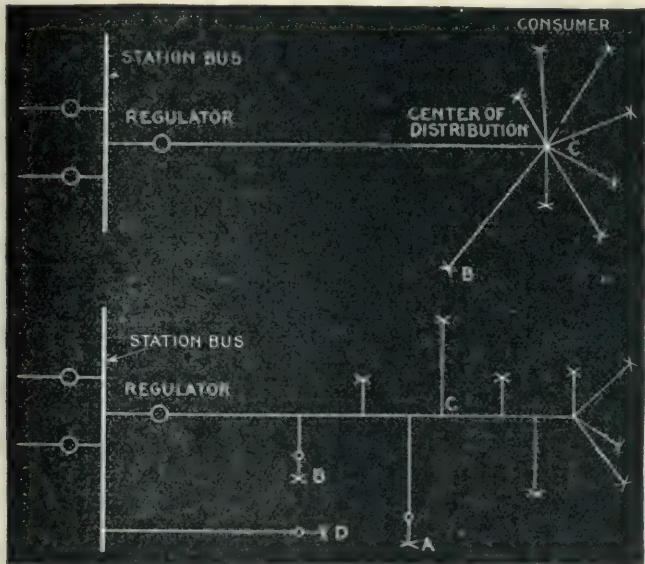 CONSUMER
STATION BUS
REGULATOR
CENTER OF
DISTRIBUTION
C
B
STATION BUS
REGULATOR
C
B
D
A